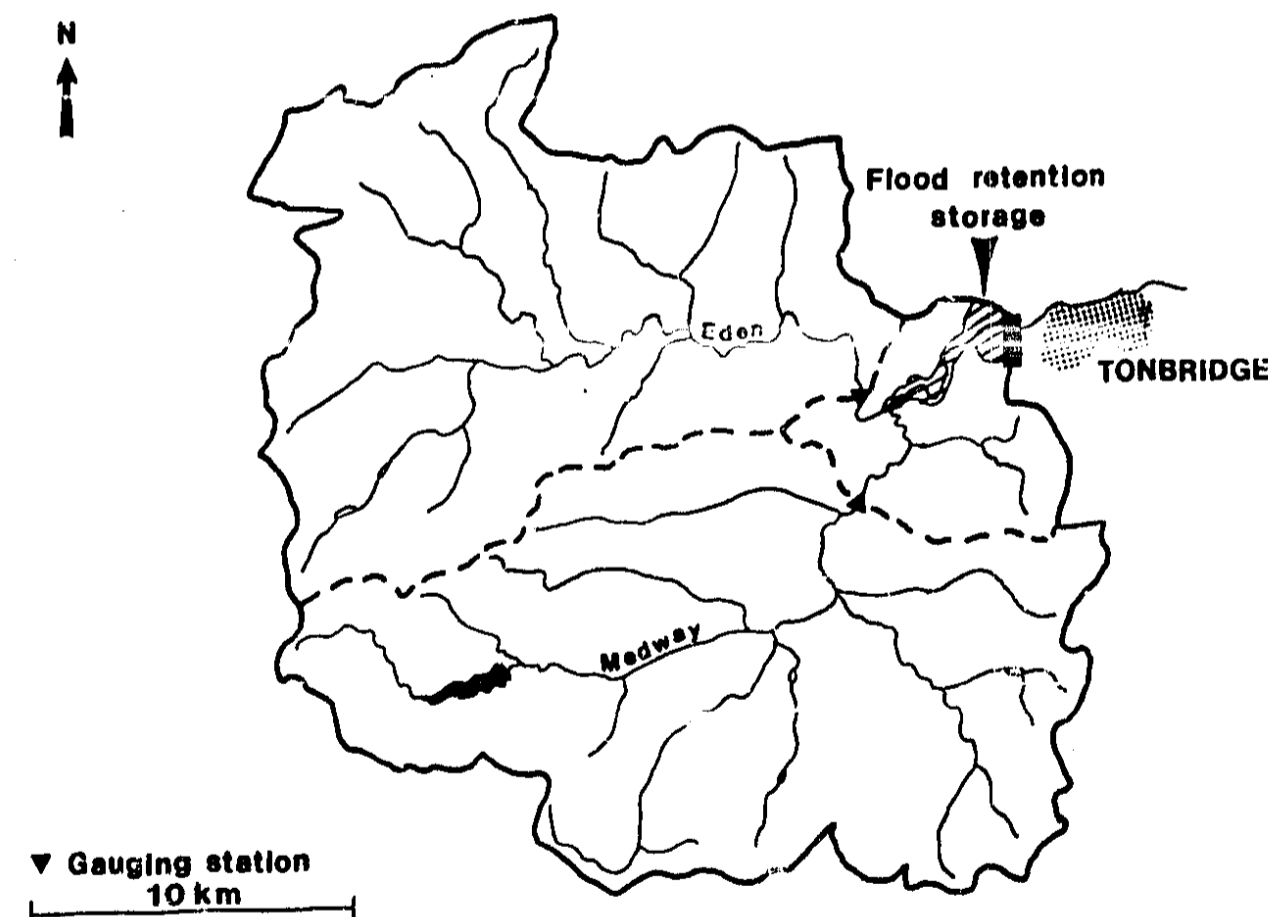 N
Flood retention
storage
Eden
TONBRIDGE
Medway
▼ Gauging station
10 km